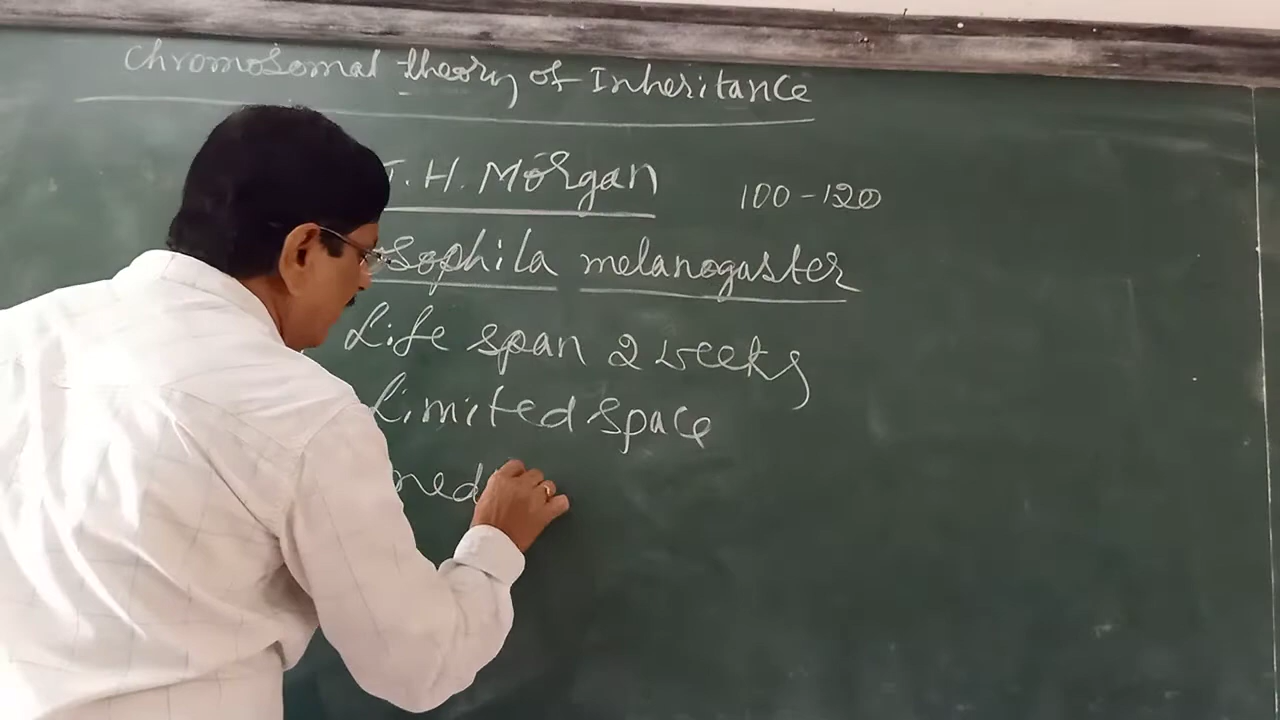 Chromosomal theory of Inheritance
T. H. Morgan 100-120
sophila melanogaster
Life span 2 weeks
Limited space